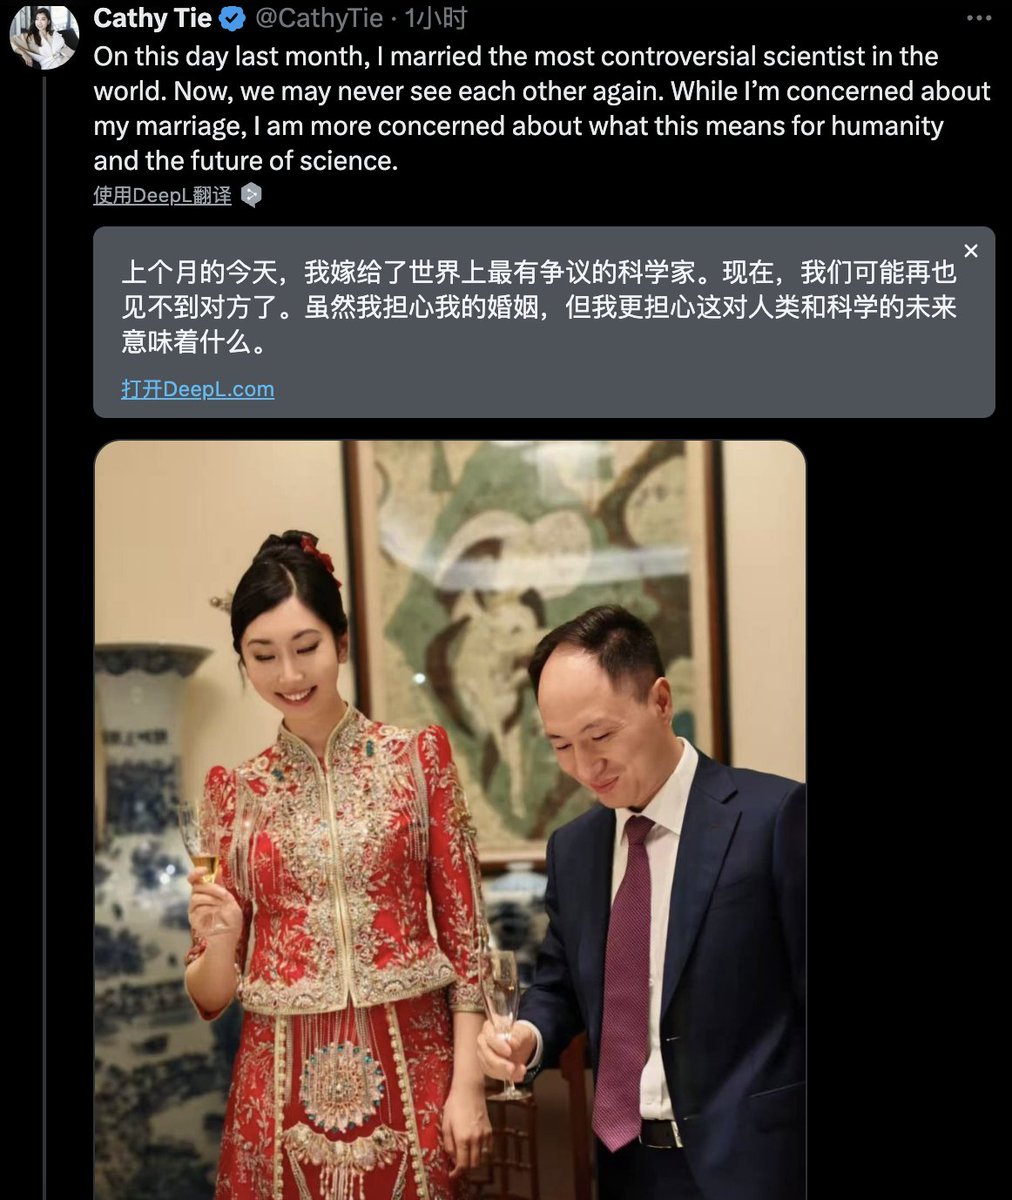 Cathy Tie @CathyTie · 1小时
On this day last month, I married the most controversial scientist in the
world. Now, we may never see each other again. While I’m concerned about
my marriage, I am more concerned about what this means for humanity
and the future of science.
使用DeepL翻译
上个月的今天，我嫁给了世界上最有争议的科学家。现在，我们可能再也
见不到对方了。虽然我担心我的婚姻，但我更担心这对人类和科学的未来
意味着什么。
打开DeepL.com